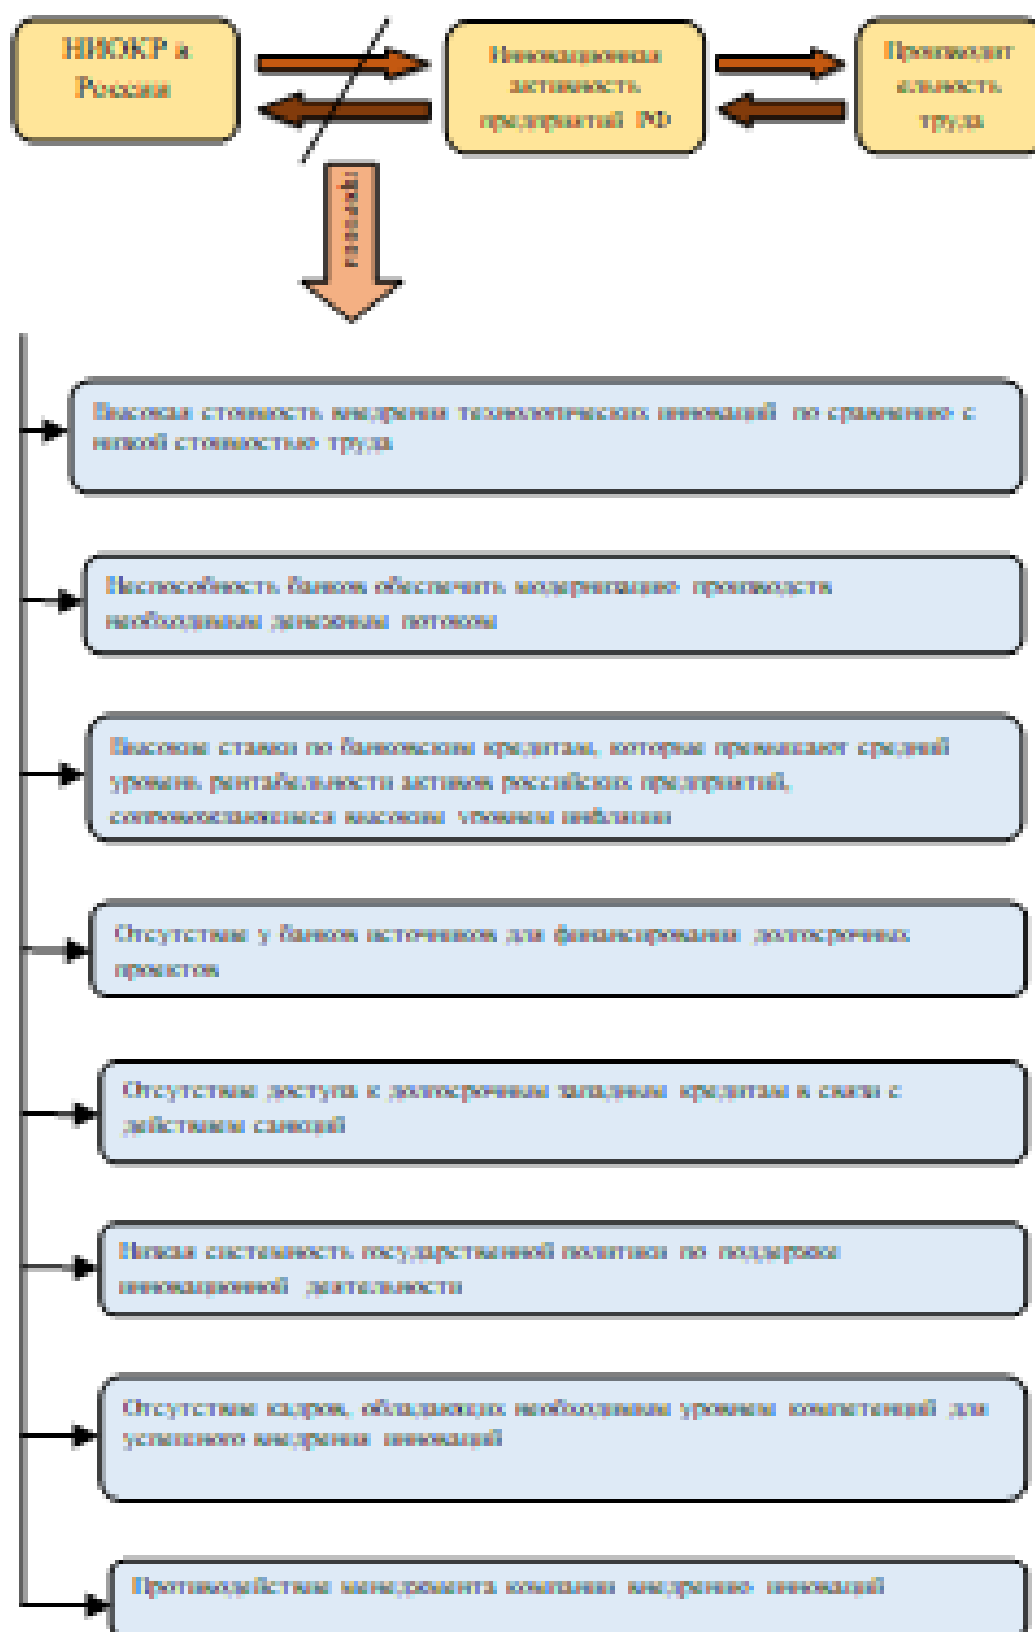 НИОКР в
России
Инновационная
активность
предприятий РФ
Производит
ельность
труда
Высокая стоимость внедрения технологических инноваций по сравнению с
низкой стоимостью труда
Неспособность банков обеспечить модернизацию производств
необходимым денежным потоком
Высокие ставки по банковским кредитам, которые превышают средний
уровень рентабельности активов российских предприятий,
сопровождающиеся высоким уровнем инфляции
Отсутствие у банков источников для финансирования долгосрочных
проектов
Отсутствие доступа к долгосрочным западным кредитам в связи с
действием санкций
Низкая системность государственной политики по поддержке
инновационной деятельности
Отсутствие кадров, обладающих необходимым уровнем компетенций для
успешного внедрения инноваций
Противодействие менеджмента компании внедрению инноваций